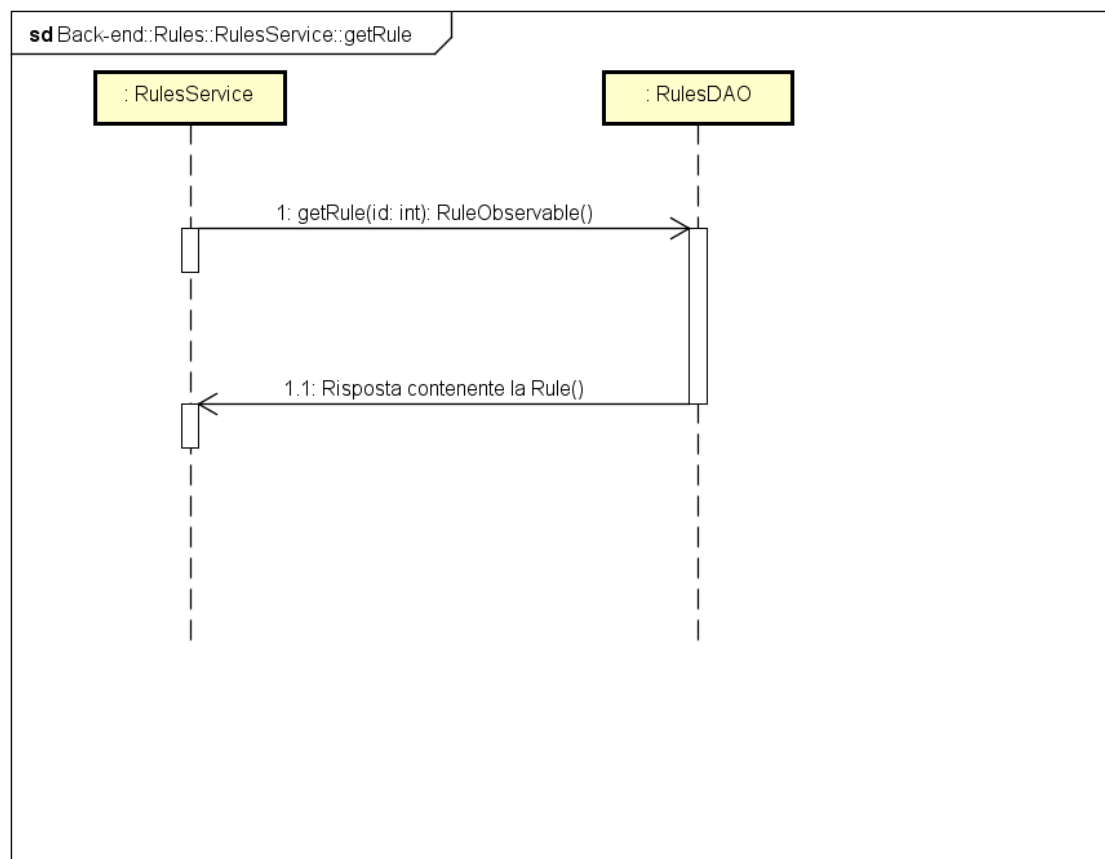 sd Back-end::Rules::RulesService::getRule
: RulesService
: RulesDAO
1: getRule(id: int): RuleObservable()
1.1: Risposta contenente la Rule()